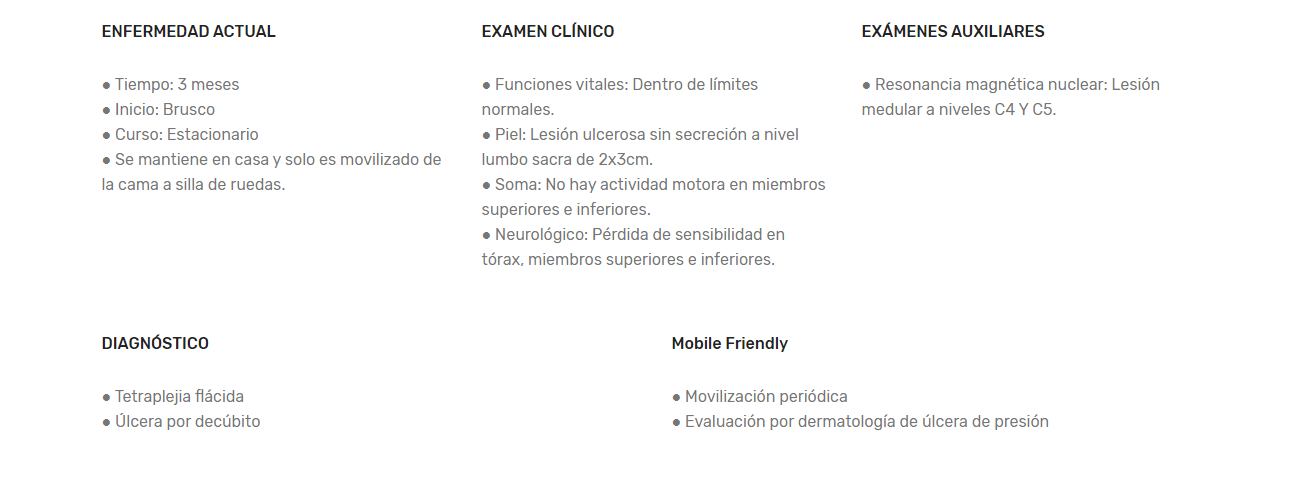 ENFERMEDAD ACTUAL
● Tiempo: 3 meses
● Inicio: Brusco
● Curso: Estacionario
● Se mantiene en casa y solo es movilizado de
la cama a silla de ruedas.
EXAMEN CLÍNICO
● Funciones vitales: Dentro de límites
normales.
● Piel: Lesión ulcerosa sin secreción a nivel
lumbo sacra de 2x3cm.
● Soma: No hay actividad motora en miembros
superiores e inferiores.
● Neurológico: Pérdida de sensibilidad en
tórax, miembros superiores e inferiores.
EXÁMENES AUXILIARES
● Resonancia magnética nuclear: Lesión
medular a niveles C4 Y C5.
DIAGNÓSTICO
● Tetraplejia flácida
● Úlcera por decúbito
Mobile Friendly
● Movilización periódica
● Evaluación por dermatología de úlcera de presión